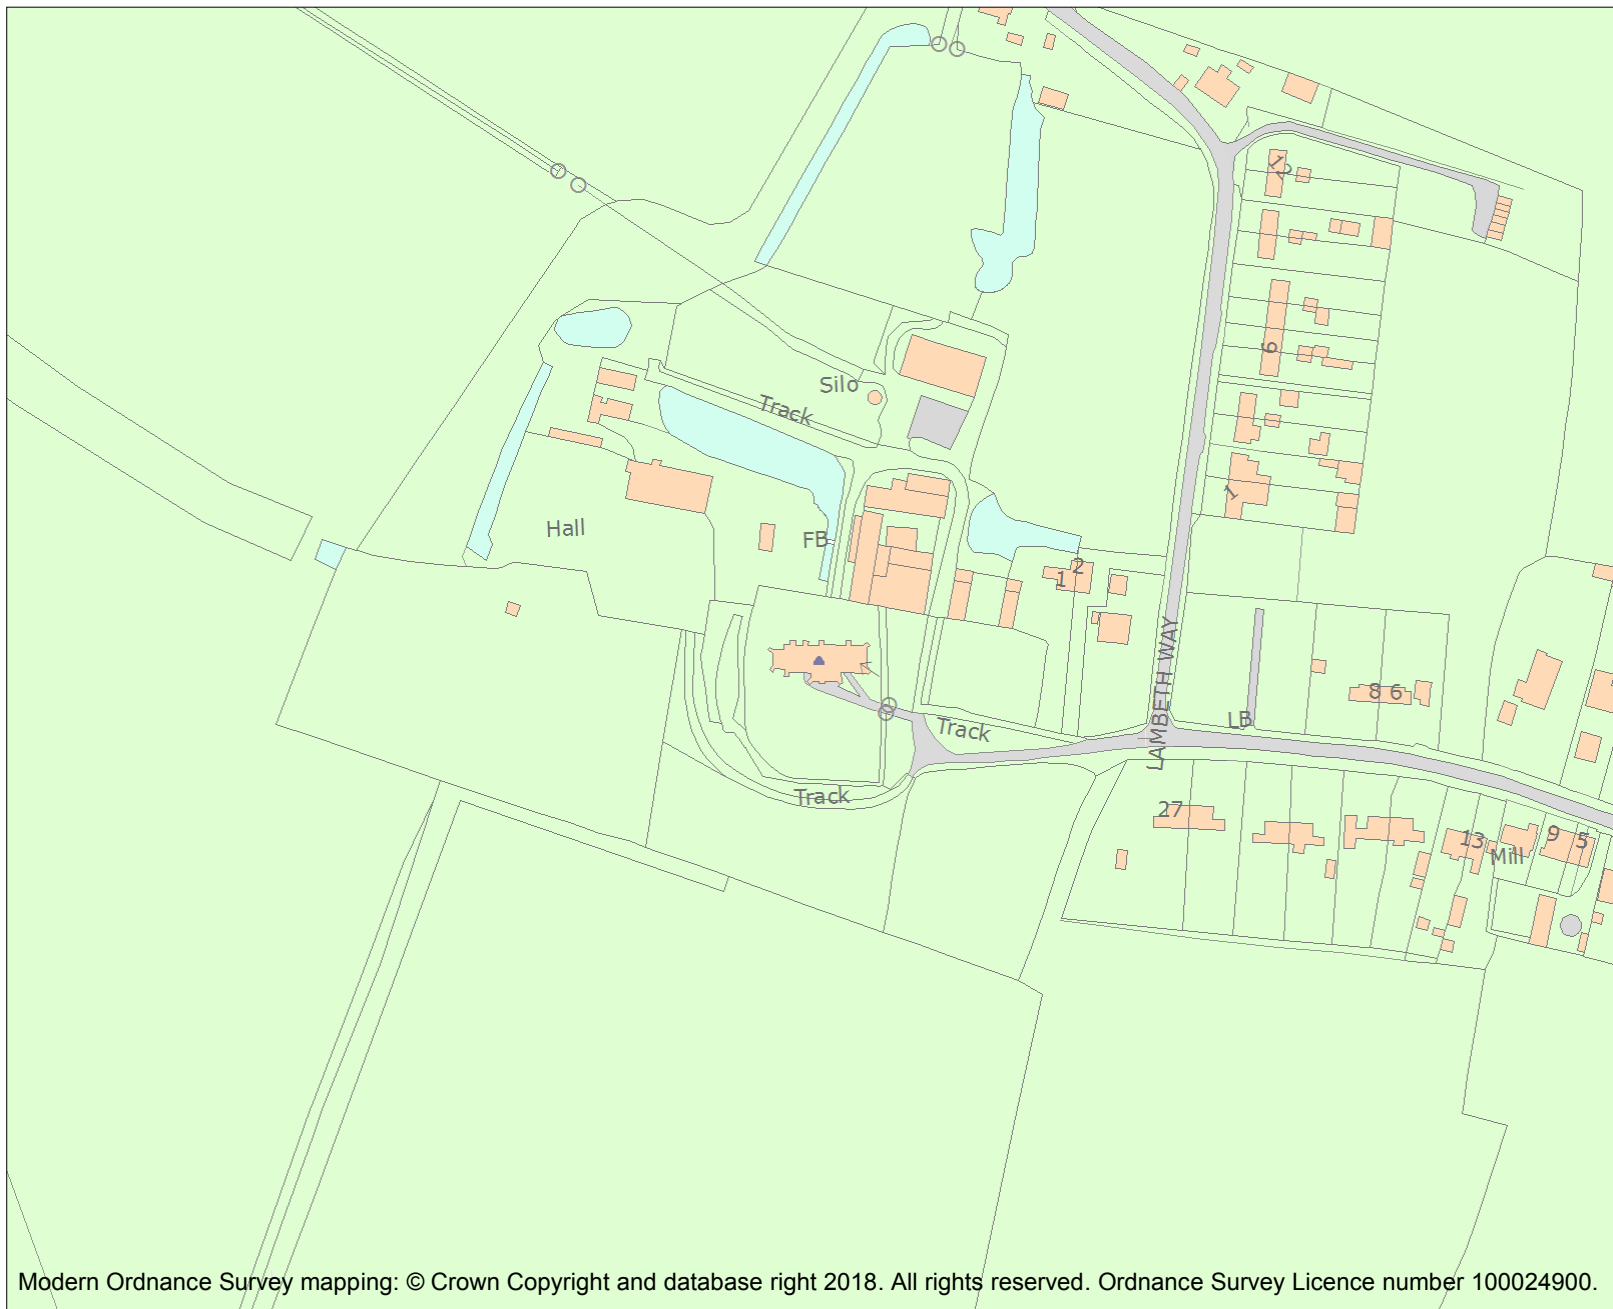 12
6
Silo
Track
Hall
FB
1
1
2
LAMBETH WAY
8 6
LB
Track
Track
27
13
9
5
Mill
Modern Ordnance Survey mapping: © Crown Copyright and database right 2018. All rights reserved. Ordnance Survey Licence number 100024900.